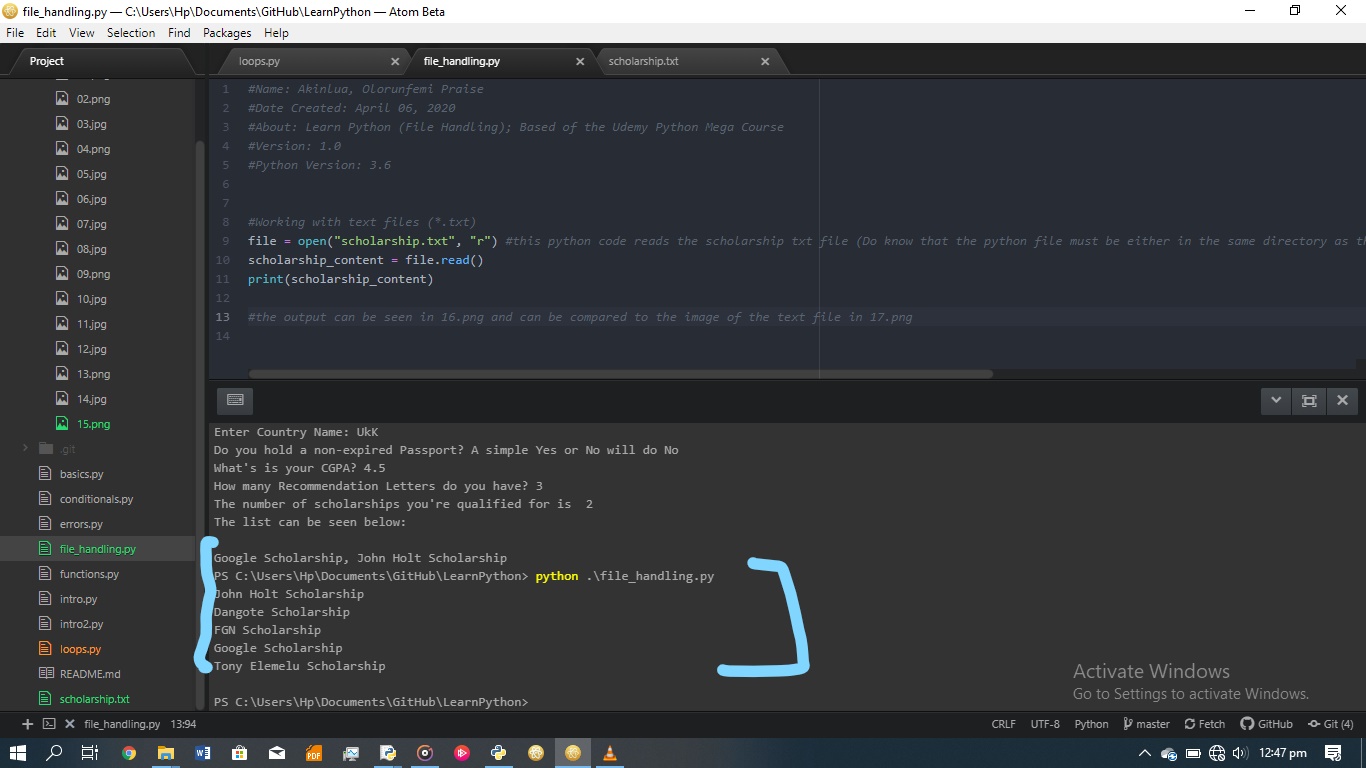 file_handling.py — C:\Users\Hp\Documents\GitHub\LearnPython — Atom Beta
File Edit View Selection Find Packages Help
Project
loops.py
file_handling.py
scholarship.txt
02.png
03.jpg
04.png
05.jpg
06.jpg
07.jpg
08.jpg
09.png
10.jpg
11.jpg
12.jpg
13.png
14.jpg
15.png
.git
basics.py
conditionals.py
errors.py
file_handling.py
functions.py
intro.py
intro2.py
loops.py
README.md
scholarship.txt
1 #Name: Akinlua, Olorunfemi Praise
2 #Date Created: April 06, 2020
3 #About: Learn Python (File Handling); Based of the Udemy Python Mega Course
4 #Version: 1.0
5 #Python Version: 3.6
6
7
8 #Working with text files (*.txt)
9 file = open("scholarship.txt", "r") #this python code reads the scholarship txt file (Do know that the python file must be either in the same directory as
10 scholarship_content = file.read()
11 print(scholarship_content)
12
13 #the output can be seen in 16.png and can be compared to the image of the text file in 17.png
14
Enter Country Name: UkK
Do you hold a non-expired Passport? A simple Yes or No will do No
What's is your CGPA? 4.5
How many Recommendation Letters do you have? 3
The number of scholarships you're qualified for is  2
The list can be seen below:
Google Scholarship, John Holt Scholarship
PS C:\Users\Hp\Documents\GitHub\LearnPython> python .\file_handling.py
John Holt Scholarship
Dangote Scholarship
FGN Scholarship
Google Scholarship
Tony Elemelu Scholarship
PS C:\Users\Hp\Documents\GitHub\LearnPython>
Activate Windows
Go to Settings to activate Windows.
file_handling.py 13:94
CRLF UTF-8 Python master Fetch GitHub Git (4)
12:47 pm